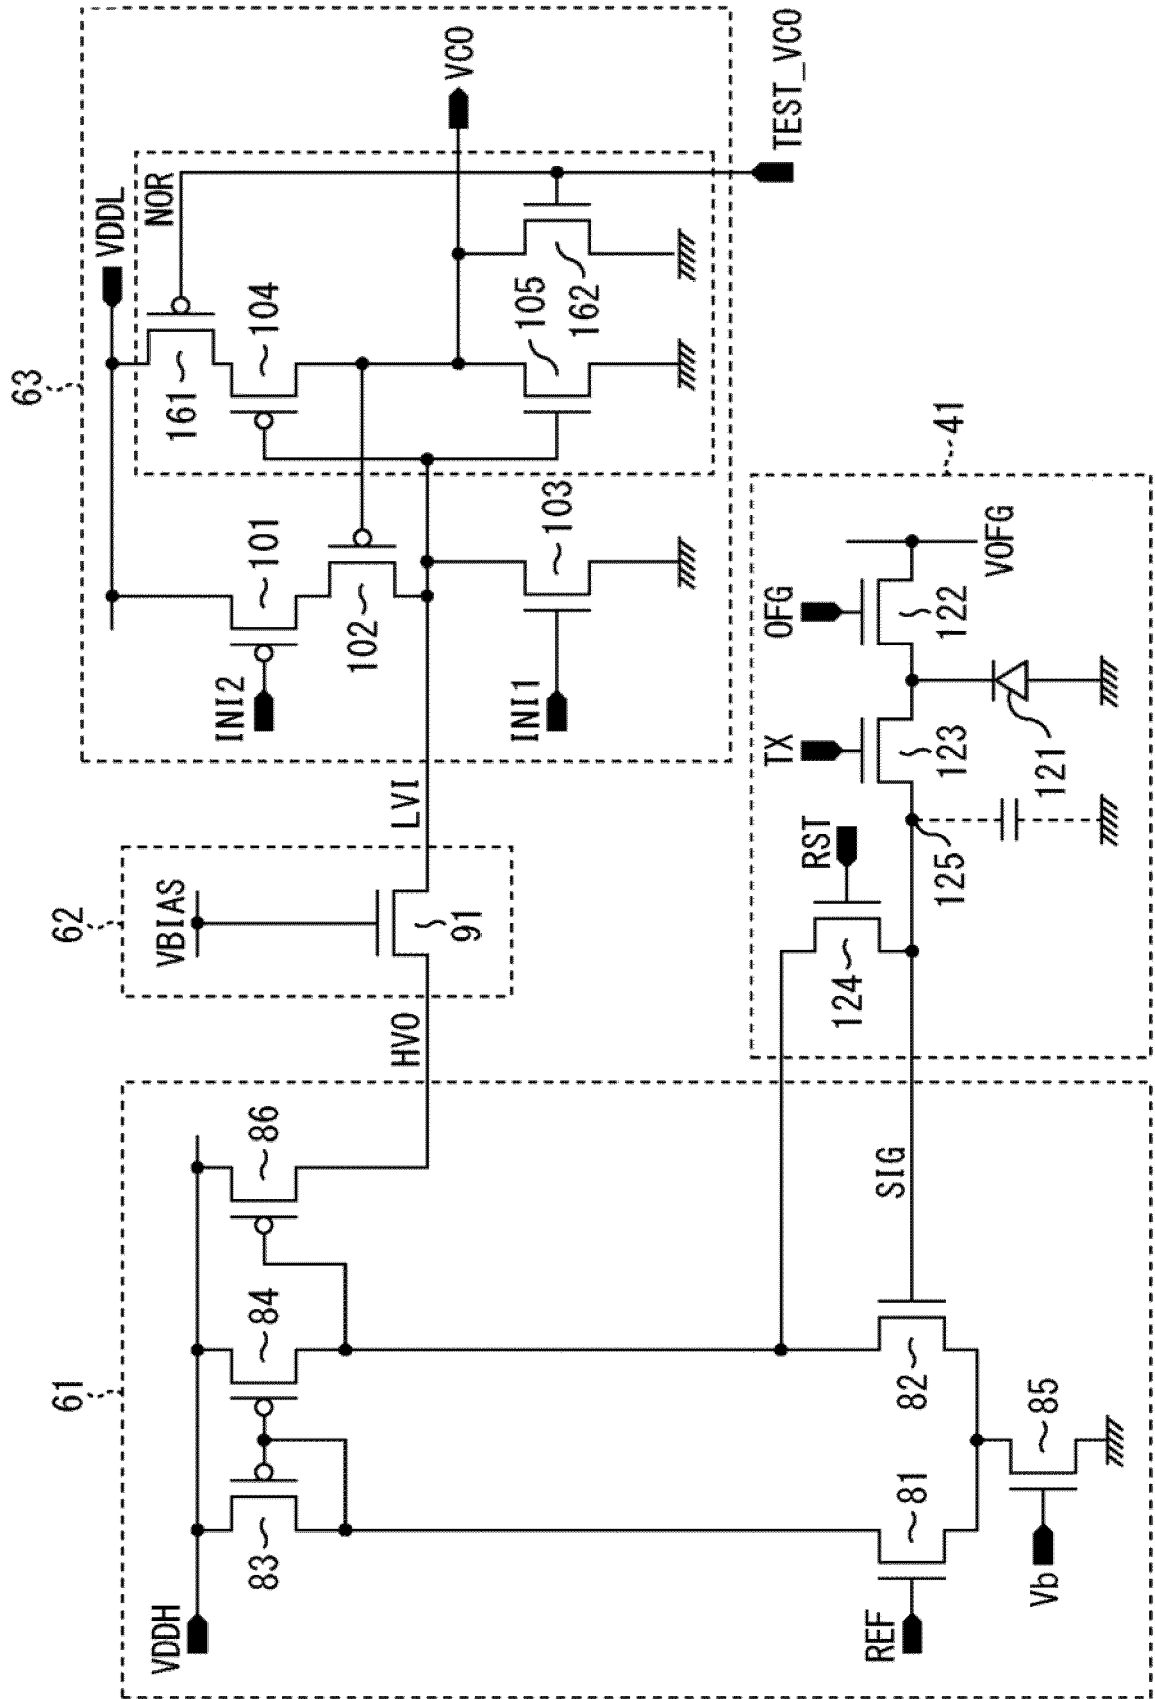 63
VDDL
NOR
VCO
TEST_VCO
161
104
105
162
101
102
103
INI2
INI1
LVI
62
VBIAS
91
HVO
41
OFG
VOFG
122
TX
123
121
RST
125
124
61
86
84
83
VDDH
SIG
82
81
85
REF
Vb